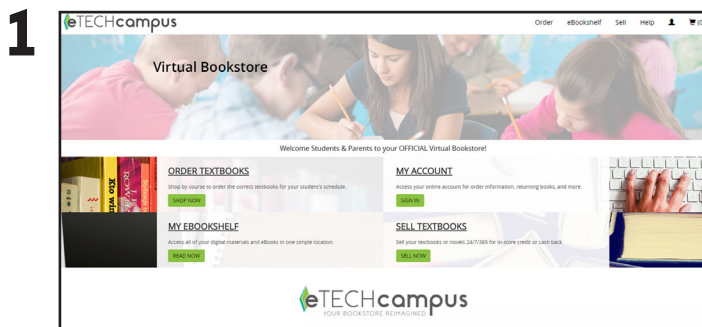 1
eTECHcampus
Order eBookshelf Sell Help (0
Virtual Bookstore
Welcome Students & Parents to your OFFICIAL Virtual Bookstore!
ORDER TEXTBOOKS
Shop by course to order the correct textbooks for your student's schedule.
SHOP NOW
MY ACCOUNT
Access your online account for order information, returning books, and more.
SIGN IN
MY EBOOKSHELF
Access all of your digital materials and eBooks in one simple location.
READ NOW
SELL TEXTBOOKS
Sell your textbooks or novels 24/7/365 for in-store credit or cash back.
SELL NOW
eTECHcampus
YOUR BOOKSTORE REIMAGINED